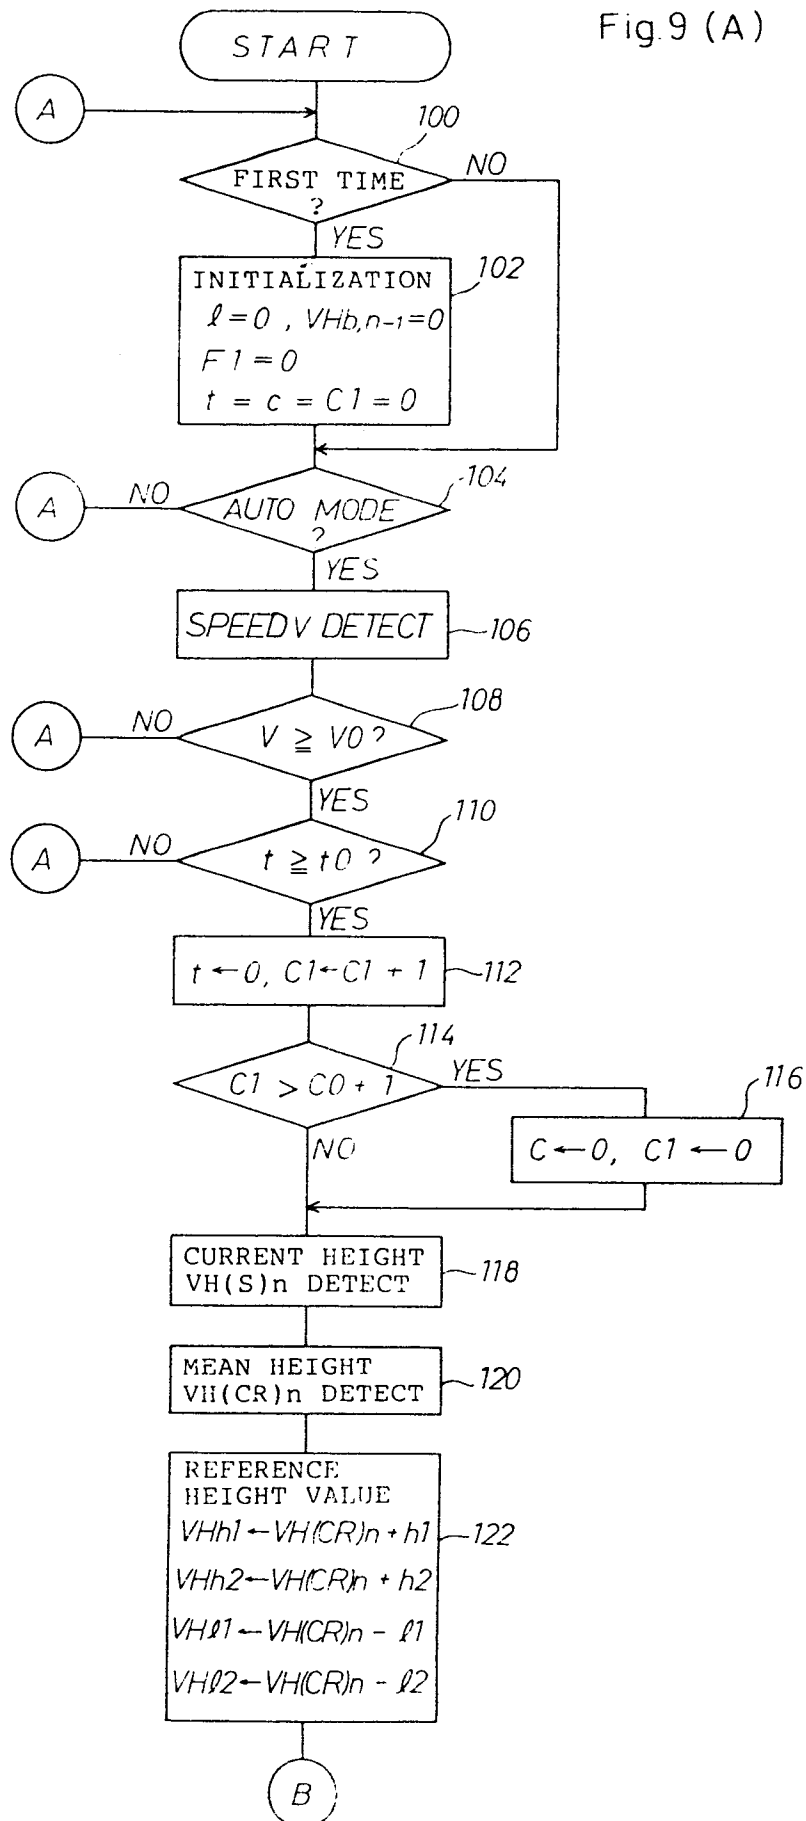 Fig.9 (A)
START
A
100
FIRST TIME
?
NO
YES
102
INITIALIZATION
ℓ=0 , VHb,n-1=0
F1=0
t = c = C1=0
A
NO
104
AUTO MODE
?
YES
SPEED V DETECT
106
A
NO
108
V ≧ V0?
YES
A
NO
110
t ≧ t0 ?
YES
t←0, C1←C1 + 1
112
114
C1 > C0 + 1
YES
116
NO
C←0, C1 ←0
CURRENT HEIGHT
VH(S)n DETECT
118
MEAN HEIGHT
VH(CR)n DETECT
120
REFERENCE
HEIGHT VALUE
VHh1←VH(CR)n + h1
122
VHh2←VH(CR)n + h2
VHℓ1←VH(CR)n - ℓ1
VHℓ2←VH(CR)n - ℓ2
B